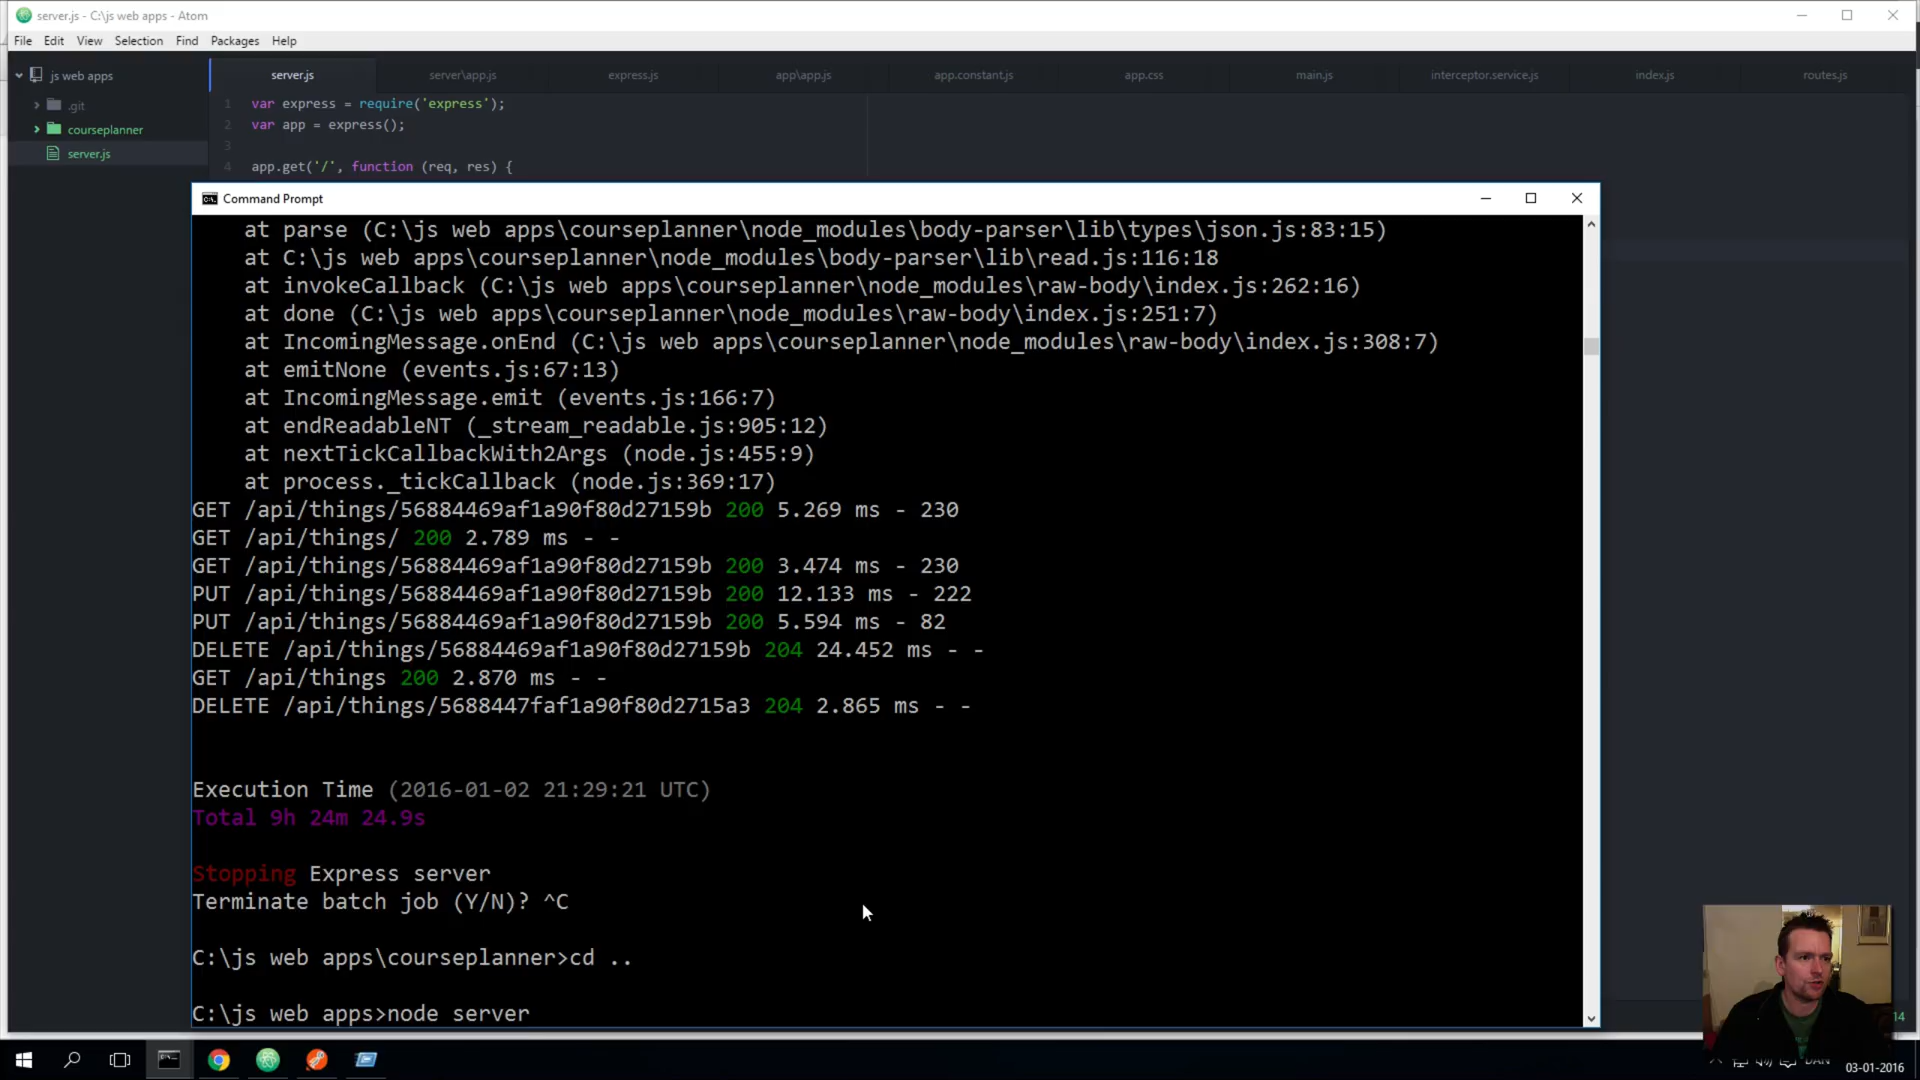 server.js - C:\js web apps - Atom
File Edit View Selection Find Packages Help
js web apps
server.js server\app.js express.js app\app.js app.constant.js app.css main.js interceptor.service.js index.js routes.js
.git
courseplanner
server.js
1 var express = require('express');
2 var app = express();
3
4 app.get('/', function (req, res) {
Command Prompt
at parse (C:\js web apps\courseplanner\node_modules\body-parser\lib\types\json.js:83:15)
at C:\js web apps\courseplanner\node_modules\body-parser\lib\read.js:116:18
at invokeCallback (C:\js web apps\courseplanner\node_modules\raw-body\index.js:262:16)
at done (C:\js web apps\courseplanner\node_modules\raw-body\index.js:251:7)
at IncomingMessage.onEnd (C:\js web apps\courseplanner\node_modules\raw-body\index.js:308:7)
at emitNone (events.js:67:13)
at IncomingMessage.emit (events.js:166:7)
at endReadableNT (_stream_readable.js:905:12)
at nextTickCallbackWith2Args (node.js:455:9)
at process._tickCallback (node.js:369:17)
GET /api/things/56884469af1a90f80d27159b 200 5.269 ms - 230
GET /api/things/ 200 2.789 ms - -
GET /api/things/56884469af1a90f80d27159b 200 3.474 ms - 230
PUT /api/things/56884469af1a90f80d27159b 200 12.133 ms - 222
PUT /api/things/56884469af1a90f80d27159b 200 5.594 ms - 82
DELETE /api/things/56884469af1a90f80d27159b 204 24.452 ms - -
GET /api/things 200 2.870 ms - -
DELETE /api/things/5688447faf1a90f80d2715a3 204 2.865 ms - -
Execution Time (2016-01-02 21:29:21 UTC)
Total 9h 24m 24.9s
Stopping Express server
Terminate batch job (Y/N)? ^C
C:\js web apps\courseplanner>cd ..
C:\js web apps>node server
14
DAN
03-01-2016